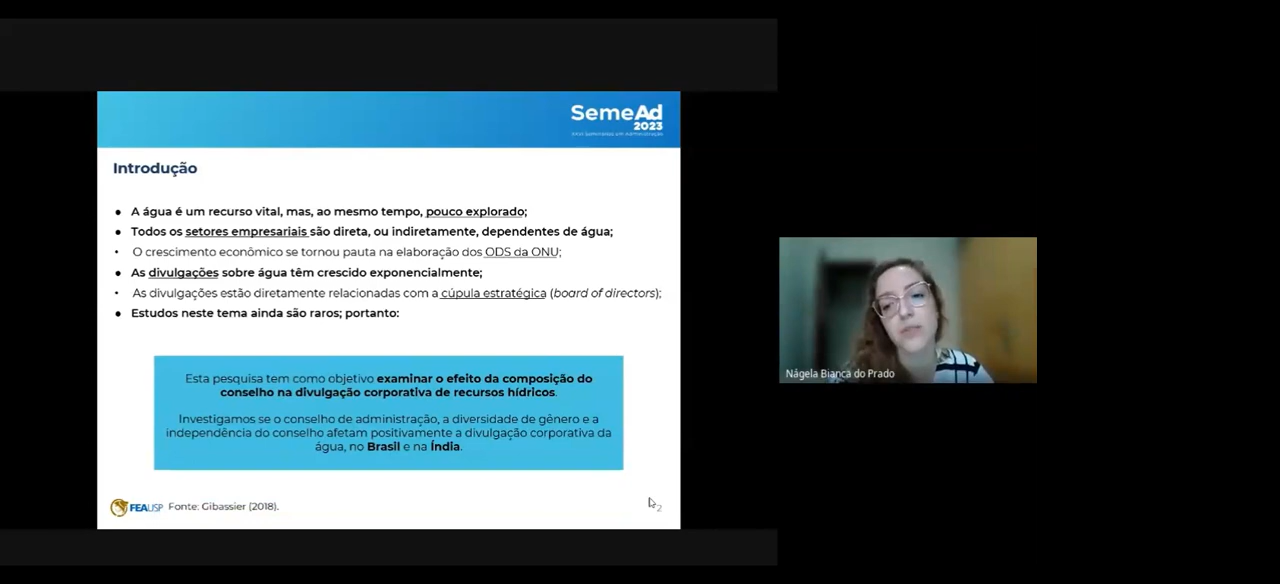 SemeAd
2023
Introdução
● A água é um recurso vital, mas, ao mesmo tempo, pouco explorado;
● Todos os setores empresariais são direta, ou indiretamente, dependentes de água;
• O crescimento econômico se tornou pauta na elaboração dos ODS da ONU;
● As divulgações sobre água têm crescido exponencialmente;
• As divulgações estão diretamente relacionadas com a cúpula estratégica (board of directors);
● Estudos neste tema ainda são raros; portanto:
Esta pesquisa tem como objetivo examinar o efeito da composição do
conselho na divulgação corporativa de recursos hídricos.
Investigamos se o conselho de administração, a diversidade de gênero e a
independência do conselho afetam positivamente a divulgação corporativa da
água, no Brasil e na Índia.
FEAUSP Fonte: Gibassier (2018).
2
Nágela Bianca do Prado